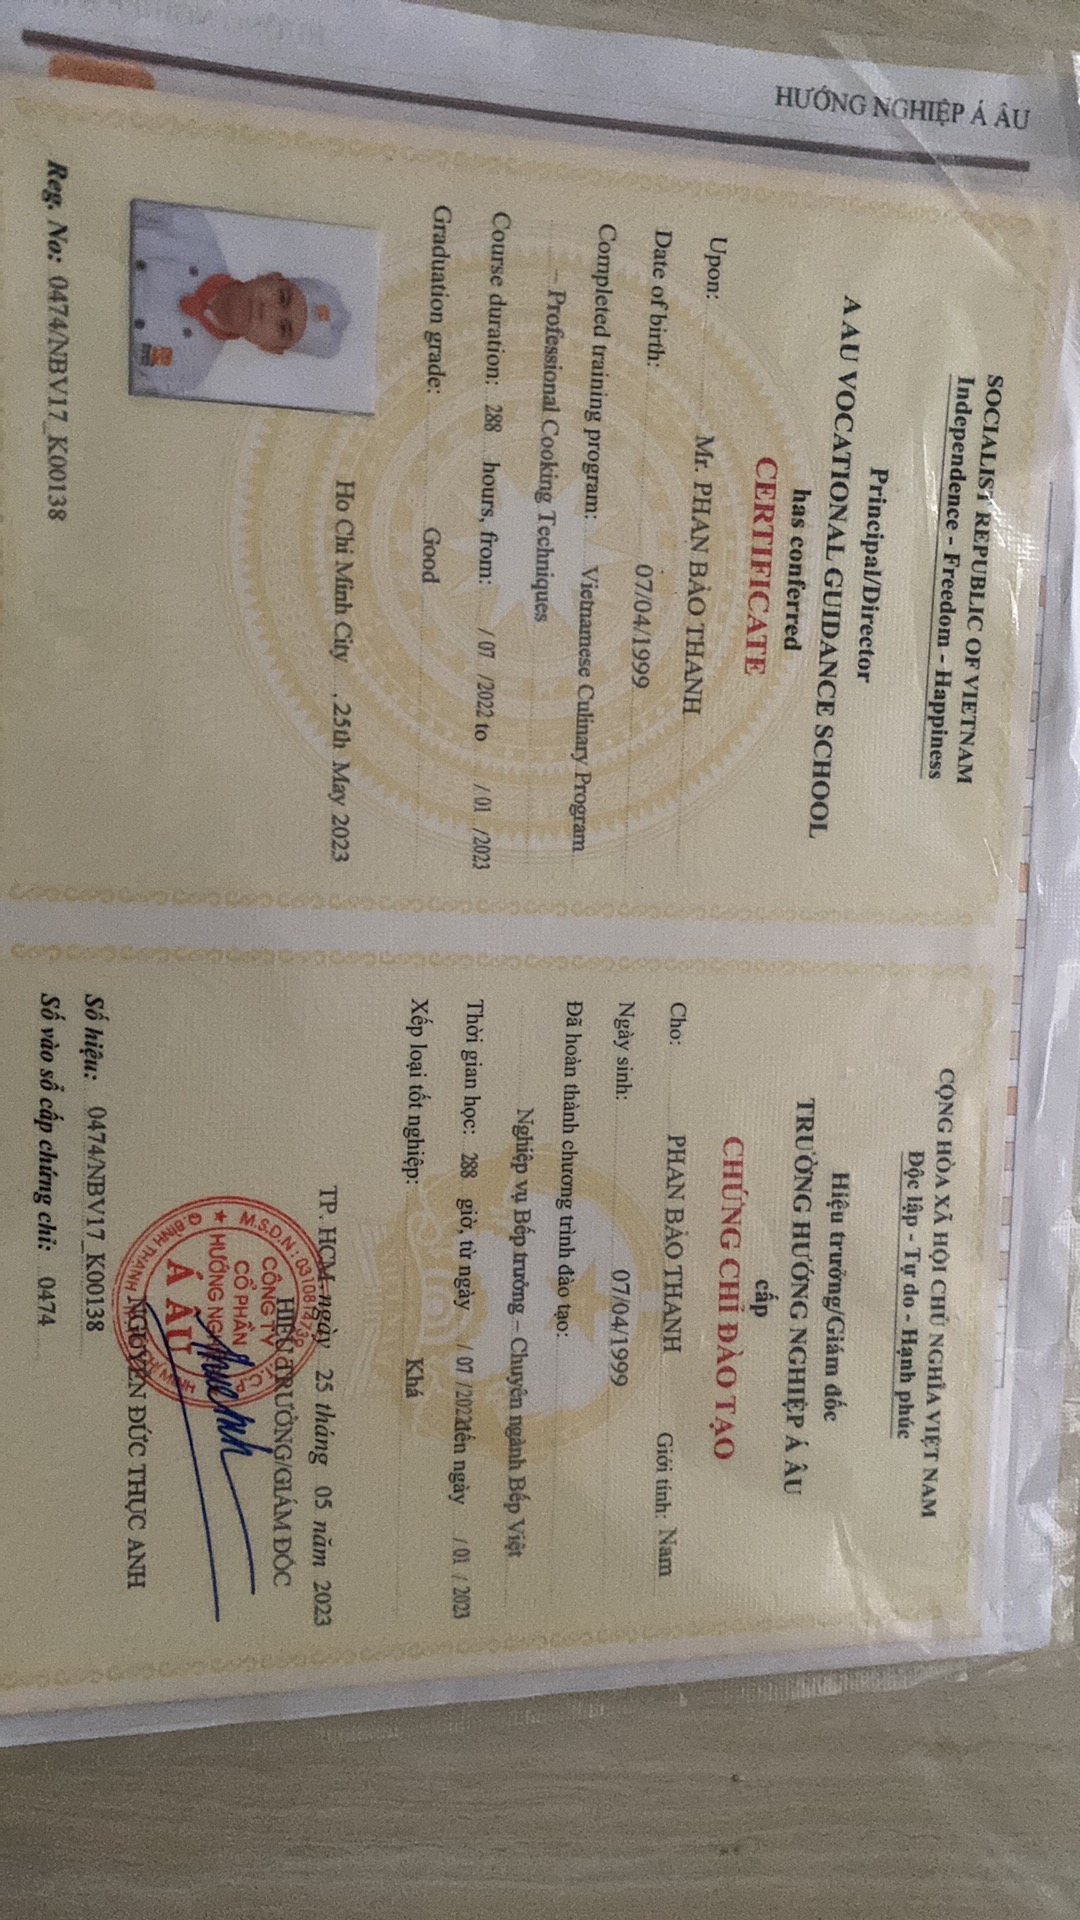 HƯỚNG NGHIỆP Á ÂU
SOCIALIST REPUBLIC OF VIETNAM
Independence - Freedom - Happiness
Principal/Director
A AU VOCATIONAL GUIDANCE SCHOOL
has conferred
CERTIFICATE
Upon: Mr. PHAN BẢO THANH
Date of birth: 07/04/1999
Completed training program: Vietnamese Culinary Program
– Professional Cooking Techniques
Course duration: 288 hours, from: / 07 /2022 to / 01 /2023
Graduation grade: Good
Ho Chi Minh City , 25th May 2023
Reg. No: 0474/NBV17_K00138
CỘNG HÒA XÃ HỘI CHỦ NGHĨA VIỆT NAM
Độc lập - Tự do - Hạnh phúc
Hiệu trưởng/Giám đốc
TRƯỜNG HƯỚNG NGHIỆP Á ÂU
cấp
CHỨNG CHỈ ĐÀO TẠO
Cho: PHAN BẢO THANH Giới tính: Nam
Ngày sinh: 07/04/1999
Đã hoàn thành chương trình đào tạo:
Nghiệp vụ Bếp trưởng – Chuyên ngành Bếp Việt
Thời gian học: 288 giờ, từ ngày / 07 /2022 đến ngày / 01 / 2023
Xếp loại tốt nghiệp: Khá
TP. HCM, ngày 25 tháng 05 năm 2023
HIỆU TRƯỞNG/GIÁM ĐỐC
CÔNG TY
CỔ PHẦN
HƯỚNG NGHIỆP
Á ÂU
NGUYỄN ĐỨC THỤC ANH
Số hiệu: 0474/NBV17_K00138
Số vào sổ cấp chứng chỉ: 0474